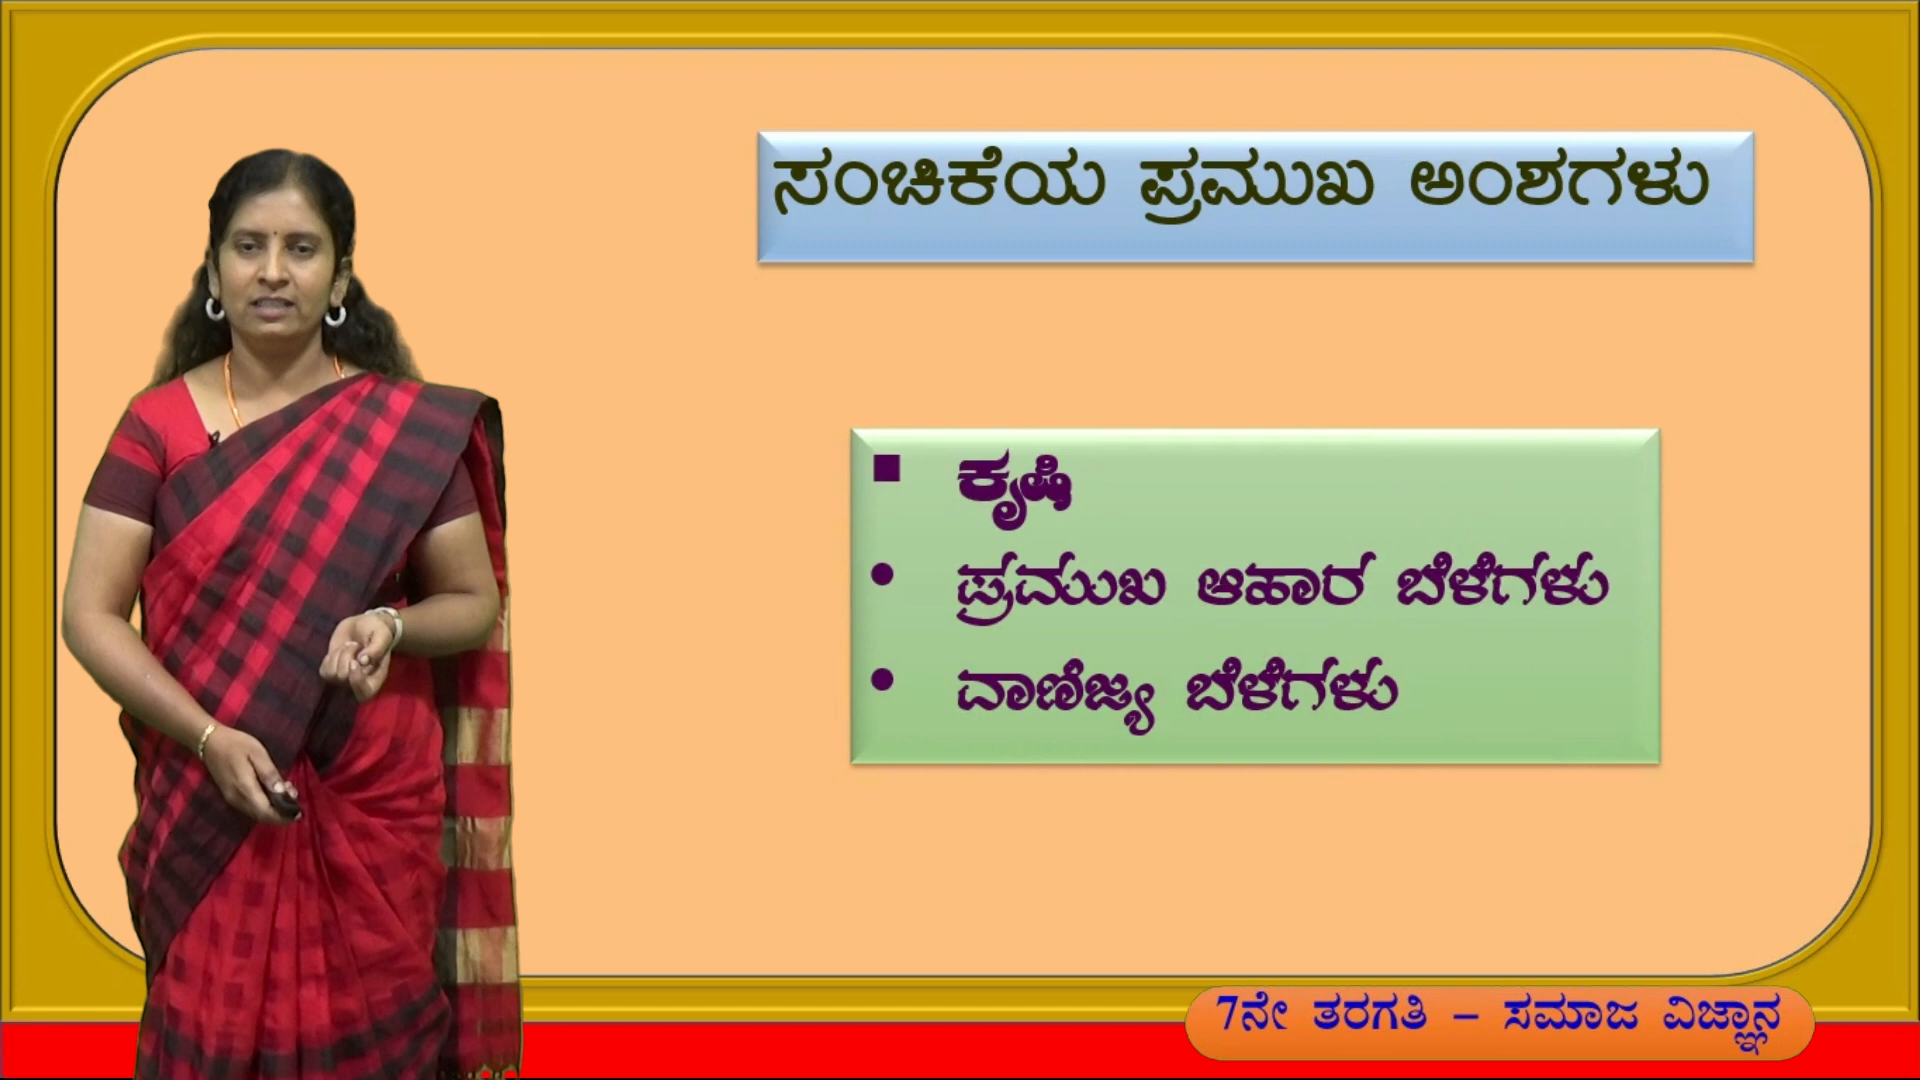 ಸಂಚಿಕೆಯ ಪ್ರಮುಖ ಅಂಶಗಳು
▪ ಕೃಷಿ
• ಪ್ರಮುಖ ಆಹಾರ ಬೆಳೆಗಳು
• ವಾಣಿಜ್ಯ ಬೆಳೆಗಳು
7ನೇ ತರಗತಿ – ಸಮಾಜ ವಿಜ್ಞಾನ